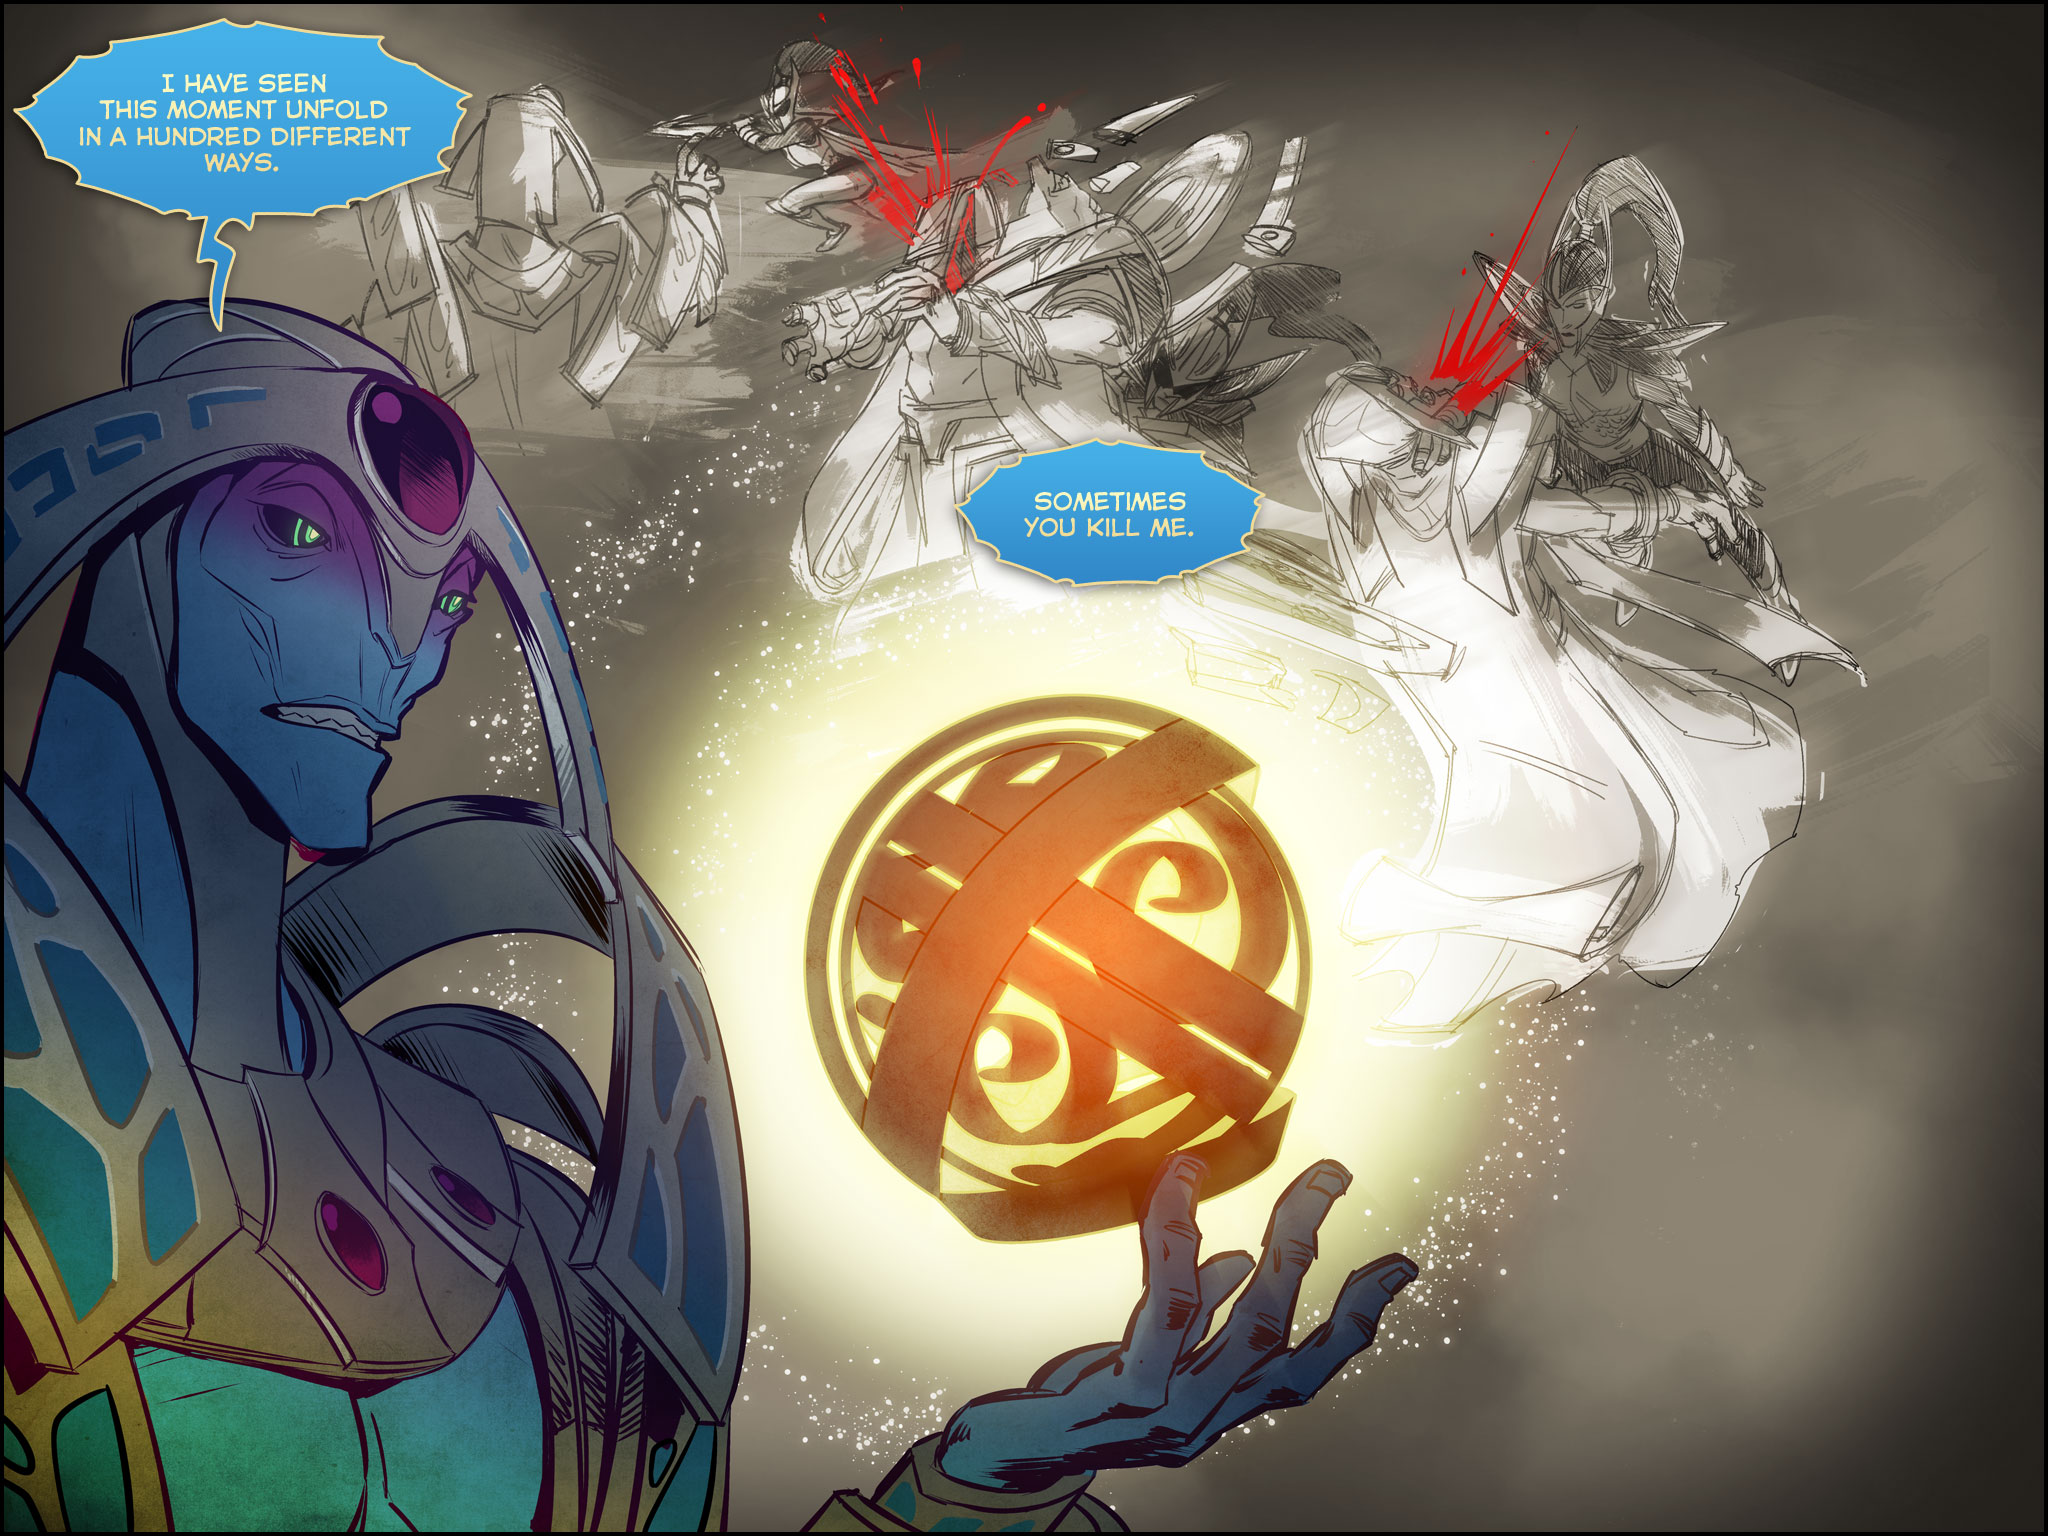 I HAVE SEEN
THIS MOMENT UNFOLD
IN A HUNDRED DIFFERENT
WAYS.
SOMETIMES
YOU KILL ME.